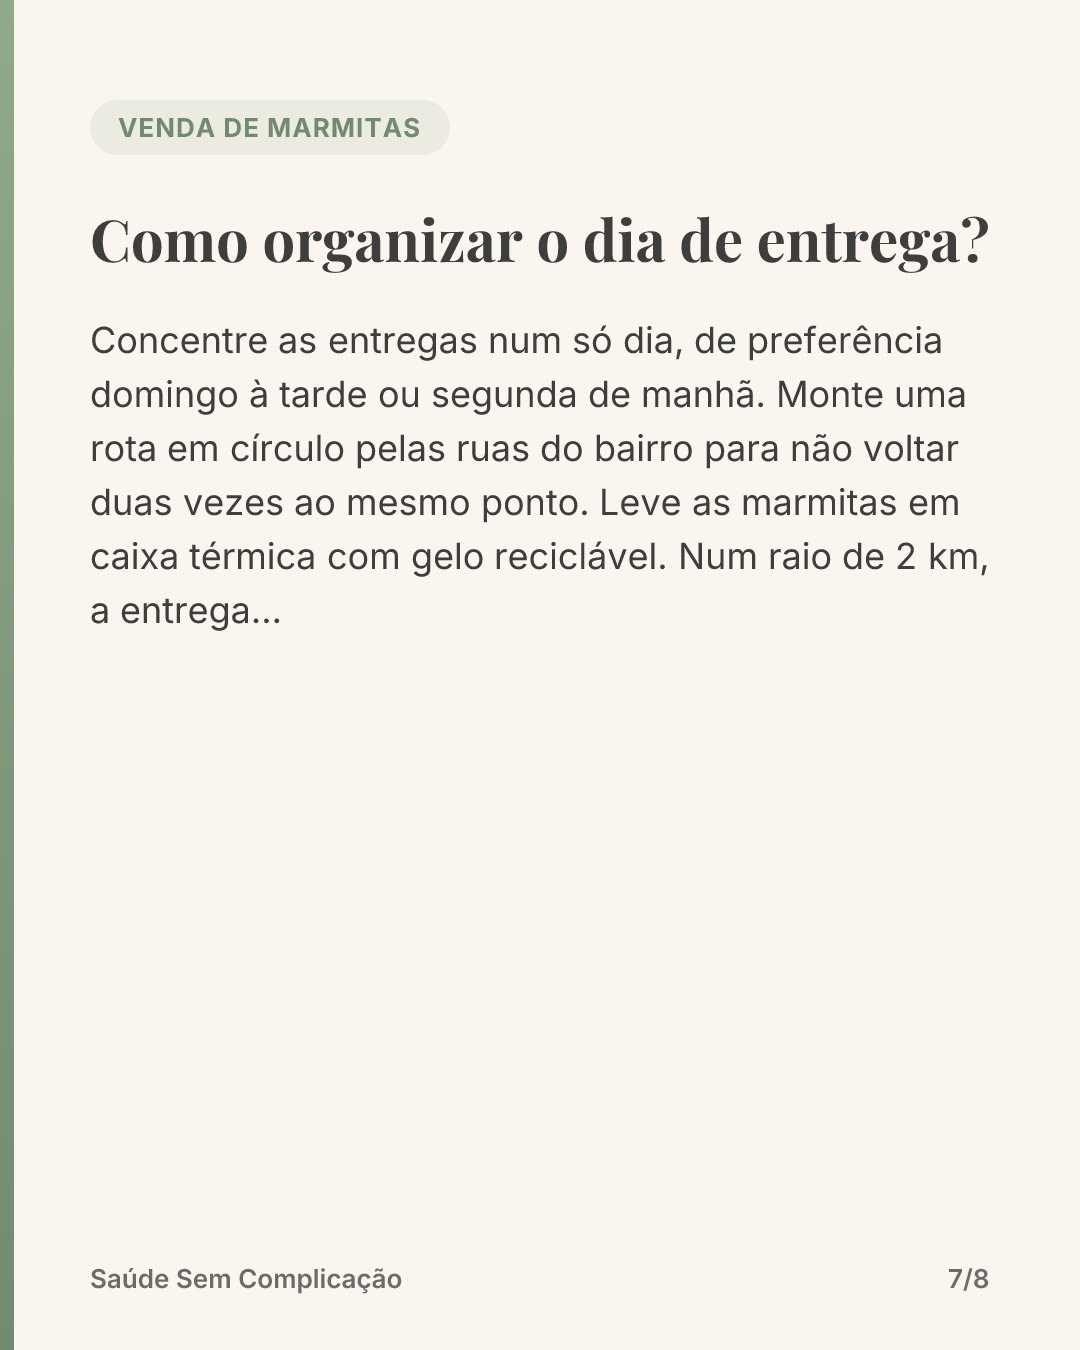 VENDA DE MARMITAS
Como organizar o dia de entrega?
Concentre as entregas num só dia, de preferência
domingo à tarde ou segunda de manhã. Monte uma
rota em círculo pelas ruas do bairro para não voltar
duas vezes ao mesmo ponto. Leve as marmitas em
caixa térmica com gelo reciclável. Num raio de 2 km,
a entrega...
Saúde Sem Complicação
7/8